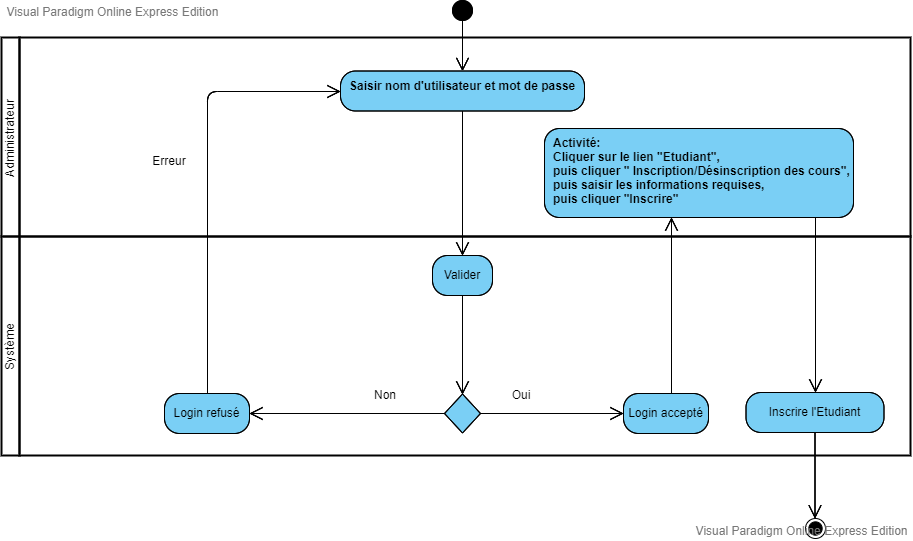 Visual Paradigm Online Express Edition
Administrateur
Saisir nom d'utilisateur et mot de passe
Erreur
Activité:
Cliquer sur le lien "Etudiant",
puis cliquer " Inscription/Désinscription des cours",
puis saisir les informations requises,
puis cliquer "Inscrire"
Système
Valider
Non
Oui
Login refusé
Login accepté
Inscrire l'Etudiant
Visual Paradigm Online Express Edition